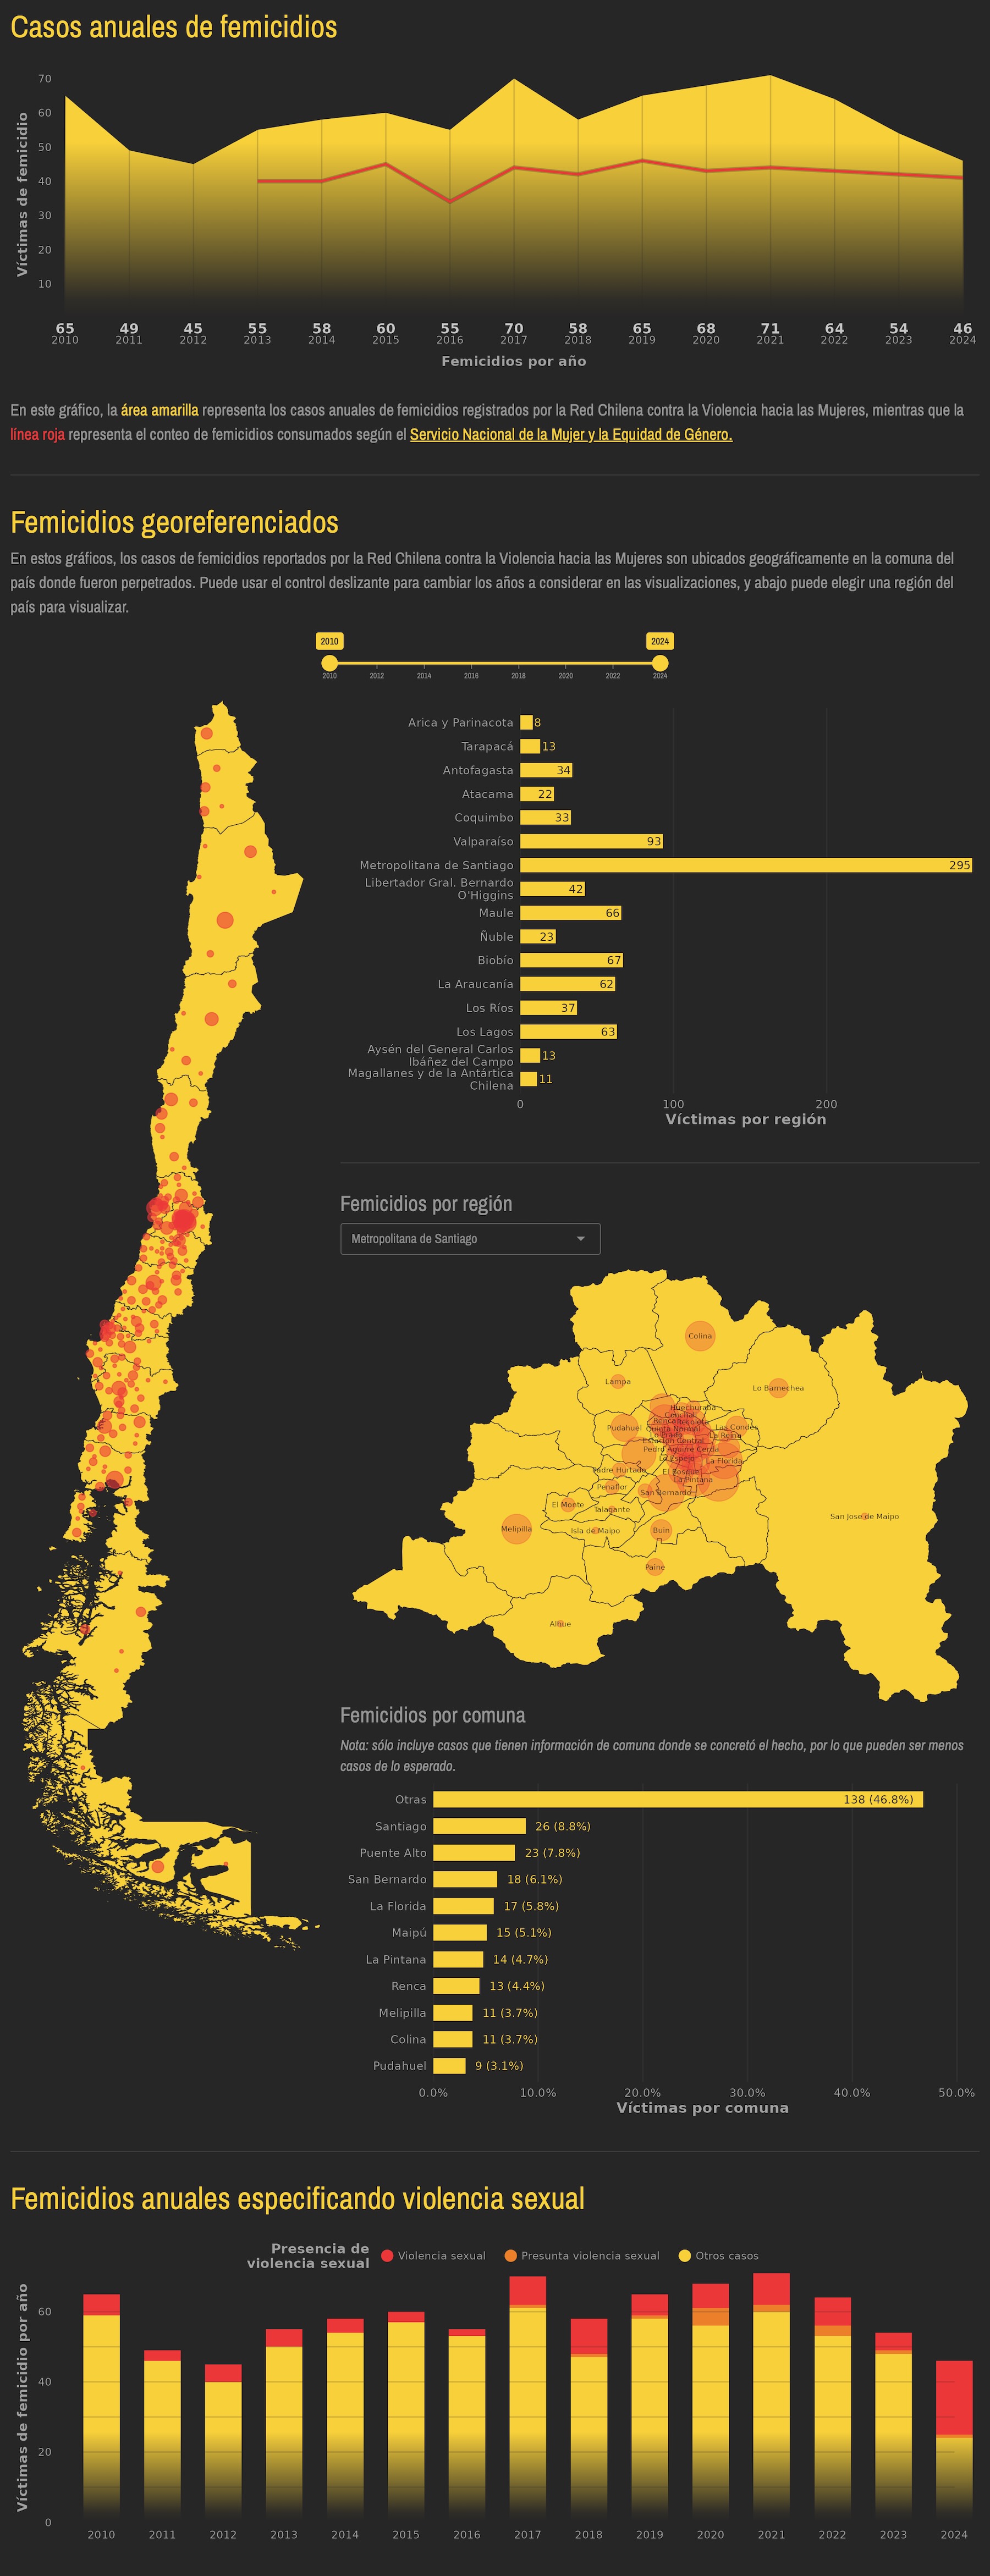 Casos anuales de femicidios
Víctimas de femicidio
70
60
50
40
30
20
10
65 49 45 55 58 60 55 70 58 65 68 71 64 54 46
2010 2011 2012 2013 2014 2015 2016 2017 2018 2019 2020 2021 2022 2023 2024
Femicidios por año
En este gráfico, la área amarilla representa los casos anuales de femicidios registrados por la Red Chilena contra la Violencia hacia las Mujeres, mientras que la
línea roja representa el conteo de femicidios consumados según el Servicio Nacional de la Mujer y la Equidad de Género.
Femicidios georeferenciados
En estos gráficos, los casos de femicidios reportados por la Red Chilena contra la Violencia hacia las Mujeres son ubicados geográficamente en la comuna del
país donde fueron perpetrados. Puede usar el control deslizante para cambiar los años a considerar en las visualizaciones, y abajo puede elegir una región del
país para visualizar.
2010 2024
2010 2012 2014 2016 2018 2020 2022 2024
Arica y Parinacota 8
Tarapacá 13
Antofagasta 34
Atacama 22
Coquimbo 33
Valparaíso 93
Metropolitana de Santiago 295
Libertador Gral. Bernardo
O'Higgins 42
Maule 66
Ñuble 23
Biobío 67
La Araucanía 62
Los Ríos 37
Los Lagos 63
Aysén del General Carlos
Ibáñez del Campo 13
Magallanes y de la Antártica
Chilena 11
0 100 200
Víctimas por región
Femicidios por región
Metropolitana de Santiago
Colina
Lampa
Lo Barnechea
Huechuraba
Conchalí
Renca
Pudahuel
Quinta Normal
Las Condes
La Reina
Estación Central
Pedro Aguirre Cerda
Lo Espejo
La Florida
Padre Hurtado
El Bosque
La Pintana
Peñaflor
San Bernardo
El Monte
Talagante
San José de Maipo
Melipilla
Isla de Maipo
Buin
Paine
Alhué
Femicidios por comuna
Nota: sólo incluye casos que tienen información de comuna donde se concretó el hecho, por lo que pueden ser menos
casos de lo esperado.
Otras 138 (46.8%)
Santiago 26 (8.8%)
Puente Alto 23 (7.8%)
San Bernardo 18 (6.1%)
La Florida 17 (5.8%)
Maipú 15 (5.1%)
La Pintana 14 (4.7%)
Renca 13 (4.4%)
Melipilla 11 (3.7%)
Colina 11 (3.7%)
Pudahuel 9 (3.1%)
0.0% 10.0% 20.0% 30.0% 40.0% 50.0%
Víctimas por comuna
Femicidios anuales especificando violencia sexual
Presencia de
violencia sexual
Violencia sexual Presunta violencia sexual Otros casos
Víctimas de femicidio por año
60
40
20
0
2010 2011 2012 2013 2014 2015 2016 2017 2018 2019 2020 2021 2022 2023 2024